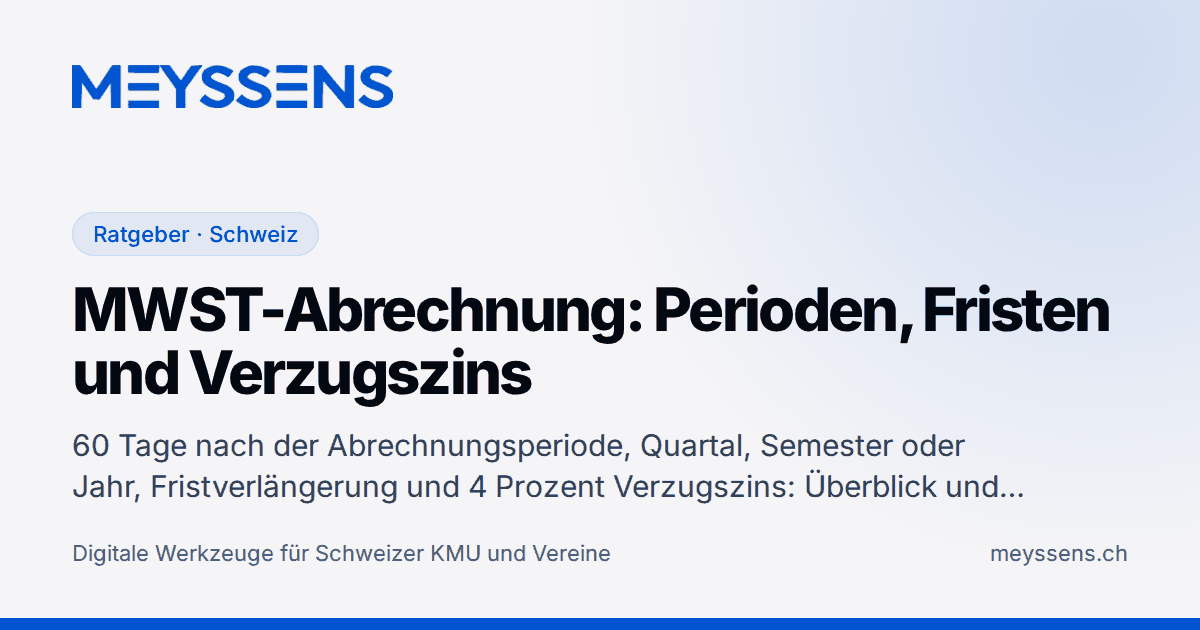 MEYSSENS
Ratgeber · Schweiz
MWST-Abrechnung: Perioden, Fristen
und Verzugszins
60 Tage nach der Abrechnungsperiode, Quartal, Semester oder
Jahr, Fristverlängerung und 4 Prozent Verzugszins: Überblick und…
Digitale Werkzeuge für Schweizer KMU und Vereine
meyssens.ch